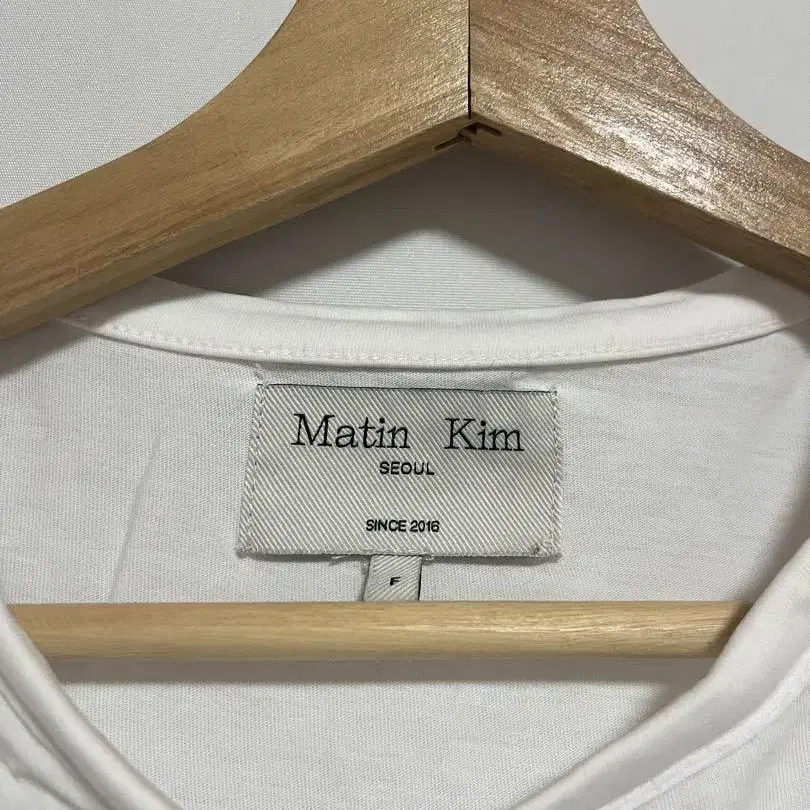 Matin Kim
SEOUL
SINCE 2016
F